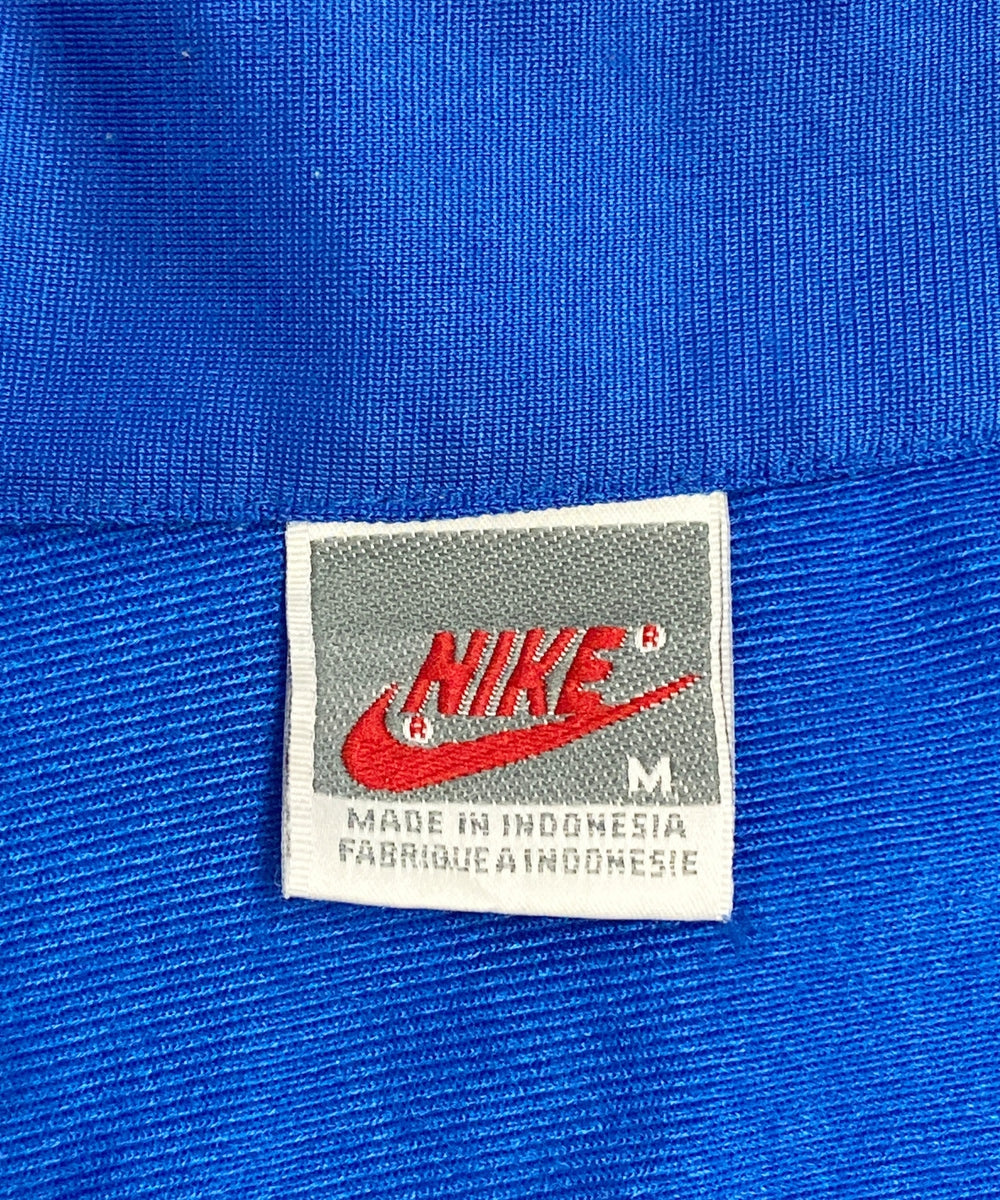 NIKE ®
®
M
MADE IN INDONESIA
FABRIQUE A INDONESIE